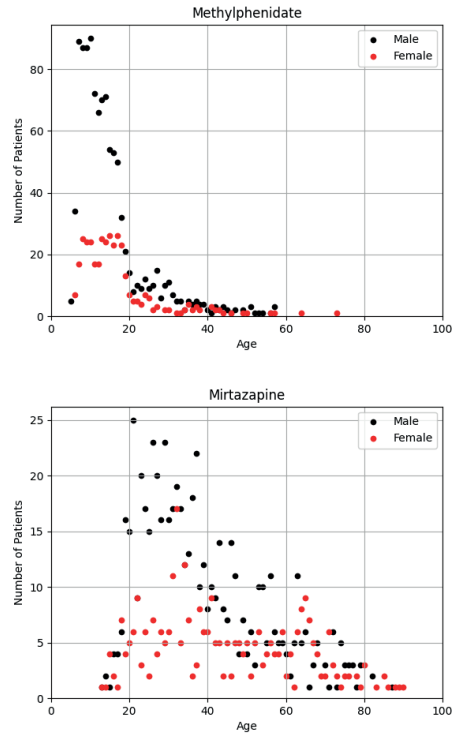 Methylphenidate
Male
Female
80
60
40
20
0
Number of Patients
0 20 40 60 80 100
Age
Mirtazapine
Male
Female
25
20
15
10
5
0
Number of Patients
0 20 40 60 80 100
Age